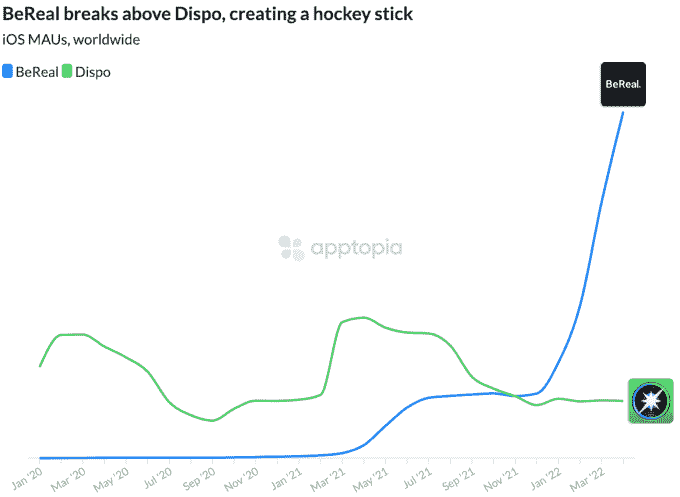 BeReal breaks above Dispo, creating a hockey stick
iOS MAUs, worldwide
BeReal Dispo
BeReal.
apptopia
Jan '20 Mar '20 May '20 Jul '20 Sep '20 Nov '20 Jan '21 Mar '21 May '21 Jul '21 Sep '21 Nov '21 Jan '22 Mar '22